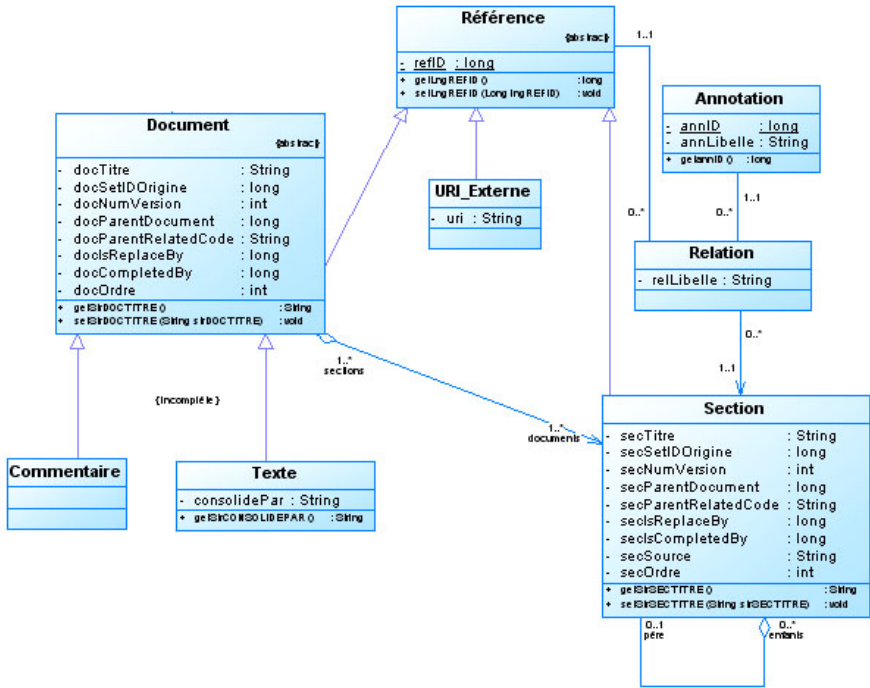 Référence
{abstract}
- refID : long
+ getLngREFID () : long
+ setLngREFID (Long lngREFID) : void
1..1
0..*
Annotation
- annID : long
- annLibelle : String
+ getannID () : long
1..1
0..*
Document
{abstract}
- docTitre : String
- docSetIDOrigine : long
- docNumVersion : int
- docParentDocument : long
- docParentRelatedCode : String
- docIsReplaceBy : long
- docCompletedBy : long
- docOrdre : int
+ getStrDOCTITRE () : String
+ setStrDOCTITRE (String strDOCTITRE) : void
URI_Externe
- uri : String
Relation
- relLibelle : String
0..*
1..1
1..*
sections
1..*
documents
{Incomplète}
Commentaire
Texte
- consolidePar : String
+ getStrCONSOLIDEPAR () : String
Section
- secTitre : String
- secSetIDOrigine : long
- secNumVersion : int
- secParentDocument : long
- secParentRelatedCode : String
- secIsReplaceBy : long
- secIsCompletedBy : long
- secSource : String
- secOrdre : int
+ getStrSECTITRE () : String
+ setStrSECTITRE (String strSECTITRE) : void
0..1
père
0..*
enfants